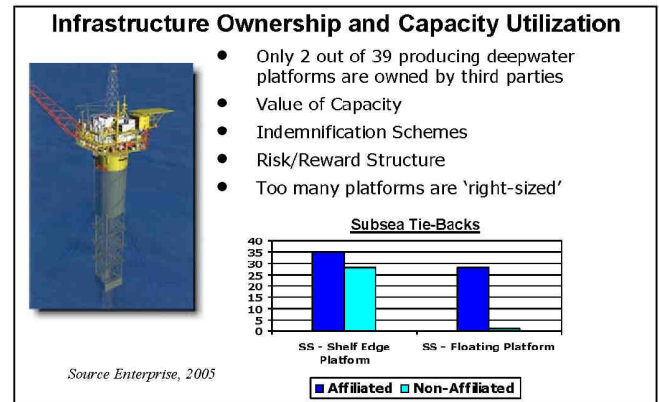 Infrastructure Ownership and Capacity Utilization
● Only 2 out of 39 producing deepwater
platforms are owned by third parties
● Value of Capacity
● Indemnification Schemes
● Risk/Reward Structure
● Too many platforms are ‘right-sized’
Subsea Tie-Backs
40
35
30
25
20
15
10
5
0
SS - Shelf Edge
Platform
SS - Floating Platform
Affiliated Non-Affiliated
Source Enterprise, 2005